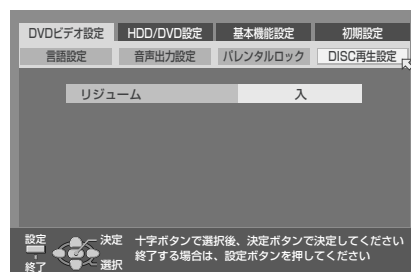 DVDビデオ設定 HDD/DVD設定 基本機能設定 初期設定
言語設定 音声出力設定 パレンタルロック DISC再生設定
リジューム 入
設定 決定 十字ボタンで選択後、決定ボタンで決定してください
終了 選択 終了する場合は、設定ボタンを押してください